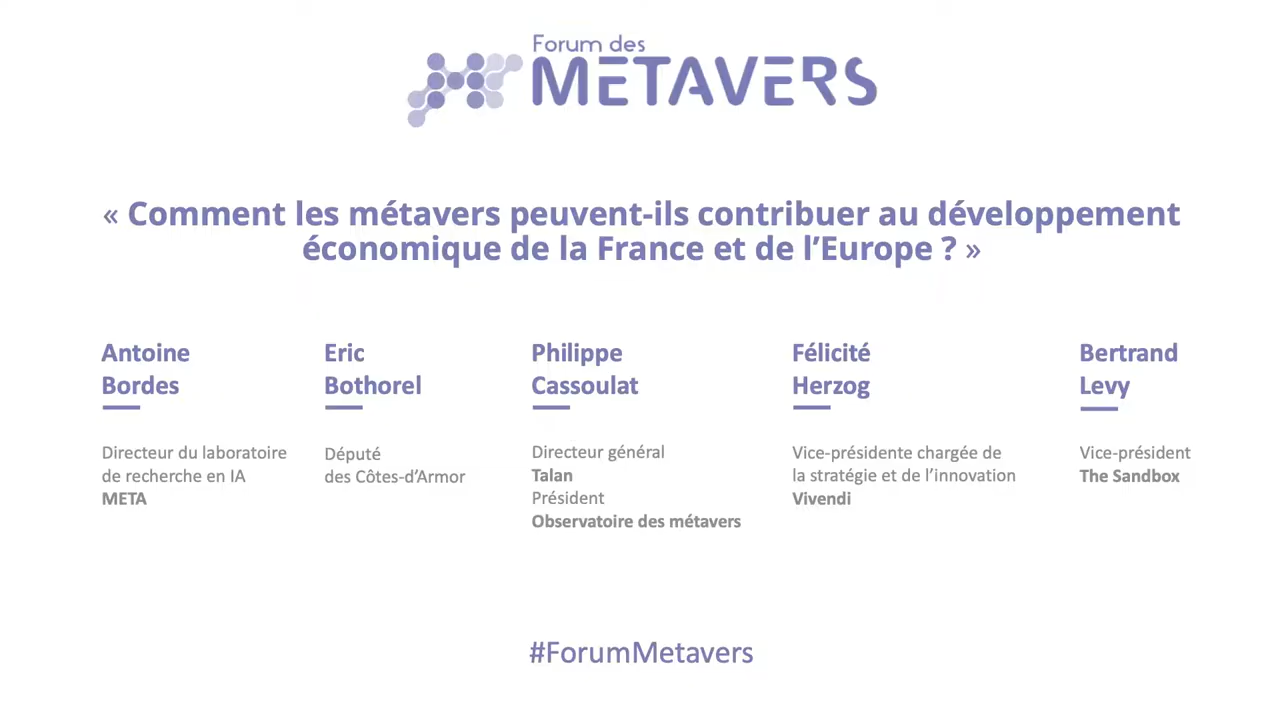 Forum des
METAVERS
« Comment les métavers peuvent-ils contribuer au développement
économique de la France et de l’Europe ? »
Antoine
Bordes
Directeur du laboratoire
de recherche en IA
META
Eric
Bothorel
Député
des Côtes-d’Armor
Philippe
Cassoulat
Directeur général
Talan
Président
Observatoire des métavers
Félicité
Herzog
Vice-présidente chargée de
la stratégie et de l’innovation
Vivendi
Bertrand
Levy
Vice-président
The Sandbox
#ForumMetavers